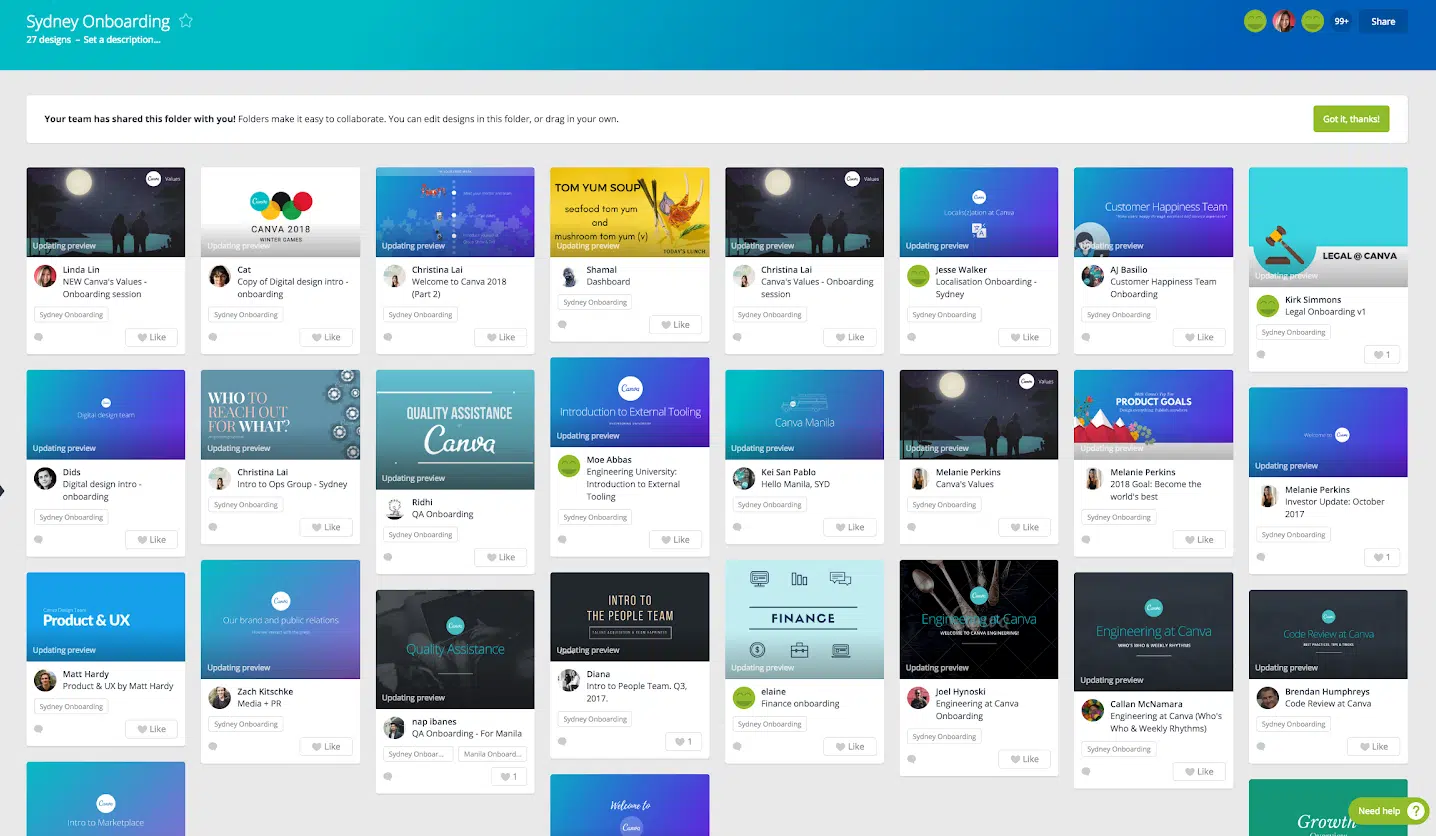 Sydney Onboarding
27 designs – Set a description...
99+
Share
Your team has shared this folder with you! Folders make it easy to collaborate. You can edit designs in this folder, or drag in your own.
Got it, thanks!
Canva Values
Updating preview
Linda Lin
NEW Canva's Values -
Onboarding session
Sydney Onboarding
Like
Canva
CANVA 2018
WINTER GAMES
Updating preview
Cat
Copy of Digital design intro -
onboarding
Sydney Onboarding
Like
Updating preview
Christina Lai
Welcome to Canva 2018
(Part 2)
Sydney Onboarding
Like
TOM YUM SOUP
seafood tom yum
and
mushroom tom yum (v)
Updating preview
TODAY'S LUNCH
Shamal
Dashboard
Sydney Onboarding
Like
Canva Values
Updating preview
Christina Lai
Canva's Values - Onboarding
session
Sydney Onboarding
Like
Canva
Localis(z)ation at Canva
Updating preview
Jesse Walker
Localisation Onboarding -
Sydney
Sydney Onboarding
Like
Customer Happiness Team
Updating preview
AJ Basilio
Customer Happiness Team
Onboarding
Sydney Onboarding
Like
LEGAL @ CANVA
Updating preview
Kirk Simmons
Legal Onboarding v1
Sydney Onboarding
1
Digital design team
Updating preview
Dids
Digital design intro -
onboarding
Sydney Onboarding
Like
WHO TO
REACH OUT
FOR WHAT?
Updating preview
Christina Lai
Intro to Ops Group - Sydney
Sydney Onboarding
Like
QUALITY ASSISTANCE
Canva
Updating preview
Ridhi
QA Onboarding
Sydney Onboarding
Like
Canva
Introduction to External Tooling
Updating preview
Moe Abbas
Engineering University:
Introduction to External
Tooling
Sydney Onboarding
Like
Canva Manila
Updating preview
Kei San Pablo
Hello Manila, SYD
Sydney Onboarding
Like
Canva Values
Updating preview
Melanie Perkins
Canva's Values
Sydney Onboarding
Like
PRODUCT GOALS
Updating preview
Melanie Perkins
2018 Goal: Become the
world's best
Sydney Onboarding
Like
Welcome to Canva
Updating preview
Melanie Perkins
Investor Update: October
2017
Sydney Onboarding
1
Canva Design Team
Product & UX
Updating preview
Matt Hardy
Product & UX by Matt Hardy
Sydney Onboarding
Like
Canva
Our brand and public relations
Updating preview
Zach Kitschke
Media + PR
Sydney Onboarding
Like
Canva
Quality Assistance
Updating preview
nap ibanes
QA Onboarding - For Manila
Sydney Onboar...
Manila Onboard...
1
INTRO TO
THE PEOPLE TEAM
Updating preview
Diana
Intro to People Team. Q3,
2017.
Sydney Onboarding
1
FINANCE
Updating preview
elaine
Finance onboarding
Sydney Onboarding
Like
Canva
Engineering at Canva
WELCOME TO CANVA ENGINEERING!
Updating preview
Joel Hynoski
Engineering at Canva
Onboarding
Sydney Onboarding
Like
Canva
Engineering at Canva
WHO'S WHO & WEEKLY RHYTHMS
Updating preview
Callan McNamara
Engineering at Canva (Who's
Who & Weekly Rhythms)
Sydney Onboarding
Like
Canva
Code Review at Canva
BEST PRACTICES, TIPS & TRICKS
Updating preview
Brendan Humphreys
Code Review at Canva
Sydney Onboarding
Like
Canva
Intro to Marketplace
Welcome to
Canva
Growth
Need help ?